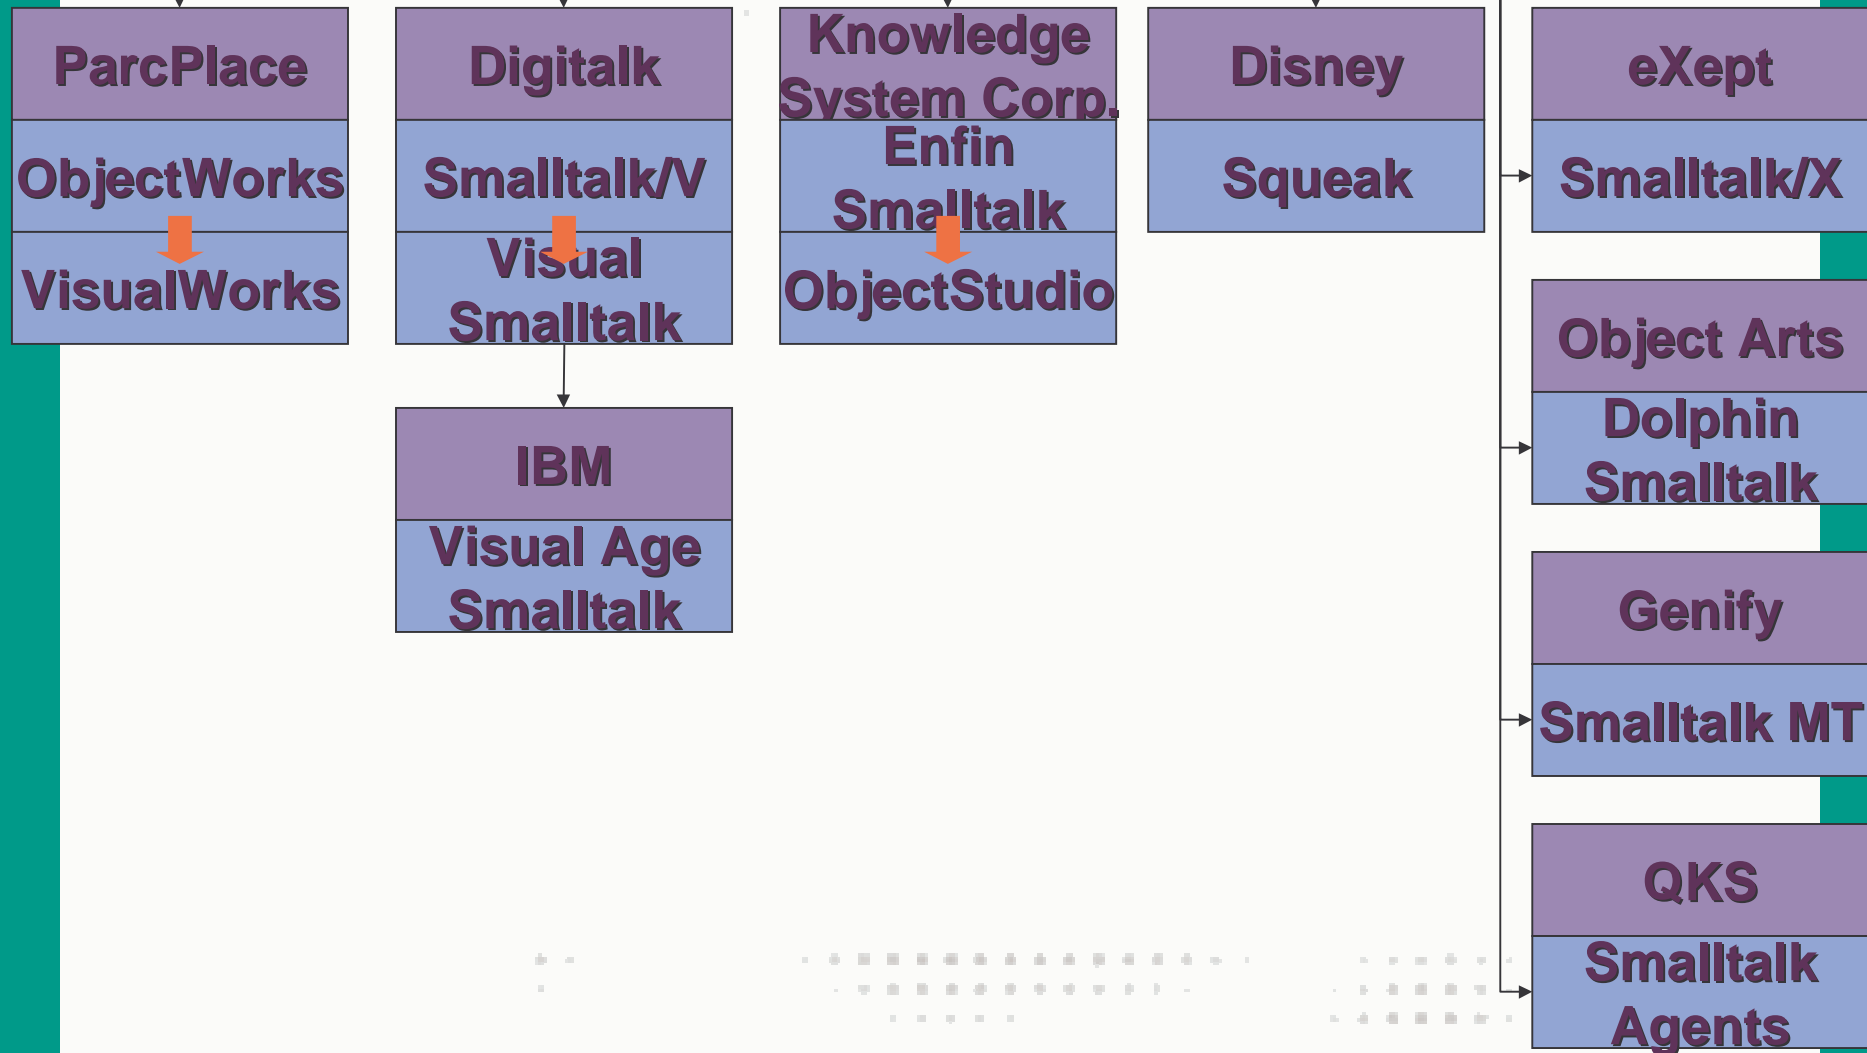 ParcPlace
ObjectWorks
VisualWorks
Digitalk
Smalltalk/V
Visual
Smalltalk
IBM
Visual Age
Smalltalk
Knowledge
System Corp.
Enfin
Smalltalk
ObjectStudio
Disney
Squeak
eXept
Smalltalk/X
Object Arts
Dolphin
Smalltalk
Genify
Smalltalk MT
QKS
Smalltalk
Agents